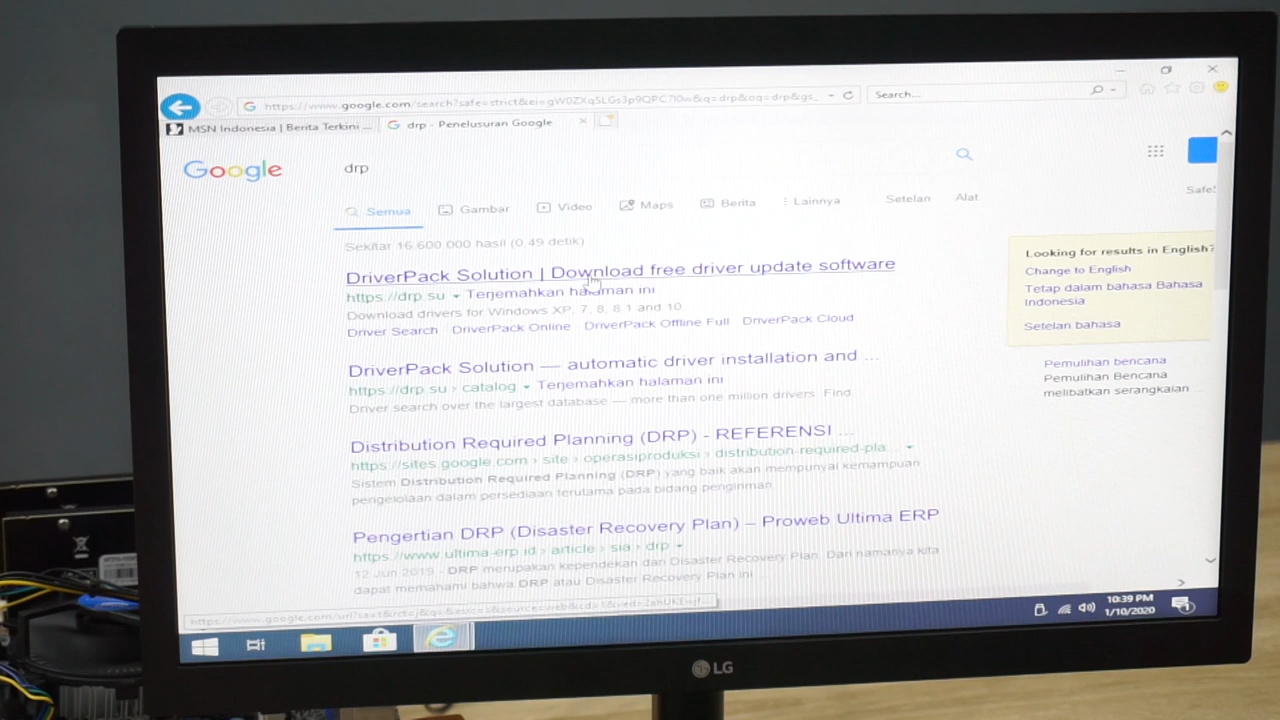 https://www.google.com/search?safe=strict&ei=
Search...
MSN Indonesia | Berita Terkini ...
drp - Penelusuran Google
Google
drp
Semua
Gambar
Video
Maps
Berita
Lainnya
Setelan
Alat
Sekitar 16.600.000 hasil (0,49 detik)
DriverPack Solution | Download free driver update software
https://drp.su Terjemahkan halaman ini
Download drivers for Windows XP, 7, 8, 8.1 and 10.
Driver Search DriverPack Online DriverPack Offline Full DriverPack Cloud
DriverPack Solution — automatic driver installation and ...
https://drp.su › catalog Terjemahkan halaman ini
Driver search over the largest database — more than one million drivers. Find
Distribution Required Planning (DRP) - REFERENSI ...
https://sites.google.com › site › operasiproduksi › distribution-required-pla...
Sistem Distribution Required Planning (DRP) yang baik akan mempunyai kemampuan
pengelolaan dalam persediaan terutama pada bidang pengiriman
Pengertian DRP (Disaster Recovery Plan) – Proweb Ultima ERP
https://www.ultima-erp.id › article › sia › drp
12 Jun 2019 - DRP merupakan kependekan dari Disaster Recovery Plan. Dari namanya kita
dapat memahami bahwa DRP atau Disaster Recovery Plan ini
Looking for results in English?
Change to English
Tetap dalam bahasa Bahasa
Indonesia
Setelan bahasa
Pemulihan bencana
Pemulihan Bencana
melibatkan serangkaian
10:39 PM
1/10/2020
1
LG